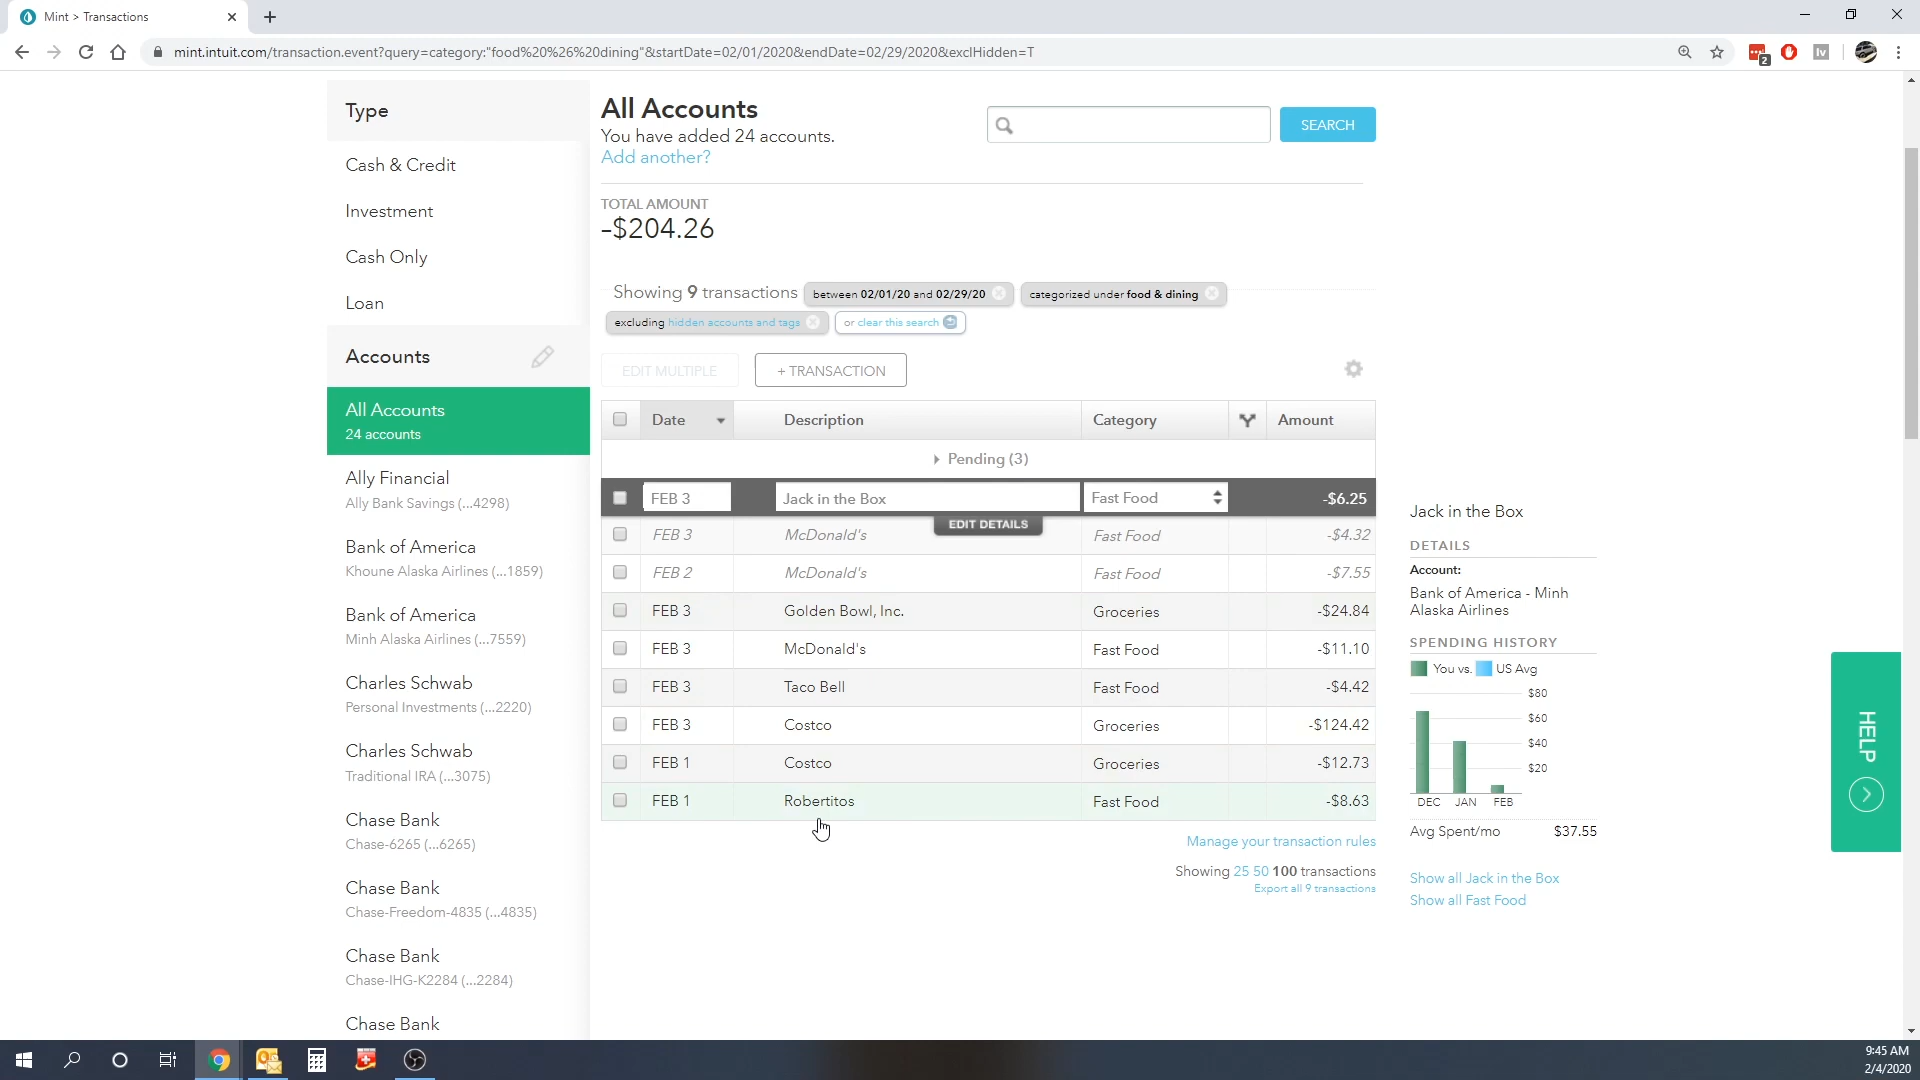 Mint > Transactions
mint.intuit.com/transaction.event?query=category:"food%20%26%20dining"&startDate=02/01/2020&endDate=02/29/2020&exclHidden=T
2
lv
Type
Cash & Credit
Investment
Cash Only
Loan
Accounts
All Accounts
24 accounts
Ally Financial
Ally Bank Savings (...4298)
Bank of America
Khoune Alaska Airlines (...1859)
Bank of America
Minh Alaska Airlines (...7559)
Charles Schwab
Personal Investments (...2220)
Charles Schwab
Traditional IRA (...3075)
Chase Bank
Chase-6265 (...6265)
Chase Bank
Chase-Freedom-4835 (...4835)
Chase Bank
Chase-IHG-K2284 (...2284)
Chase Bank
All Accounts
You have added 24 accounts.
Add another?
SEARCH
TOTAL AMOUNT
-$204.26
Showing 9 transactions between 02/01/20 and 02/29/20 categorized under food & dining
excluding hidden accounts and tags or clear this search
EDIT MULTIPLE + TRANSACTION
Date Description Category Amount
Pending (3)
FEB 3 Jack in the Box Fast Food -$6.25
EDIT DETAILS
FEB 3 McDonald's Fast Food -$4.32
FEB 2 McDonald's Fast Food -$7.55
FEB 3 Golden Bowl, Inc. Groceries -$24.84
FEB 3 McDonald's Fast Food -$11.10
FEB 3 Taco Bell Fast Food -$4.42
FEB 3 Costco Groceries -$124.42
FEB 1 Costco Groceries -$12.73
FEB 1 Robertitos Fast Food -$8.63
Manage your transaction rules
Showing 25 50 100 transactions
Export all 9 transactions
Jack in the Box
DETAILS
Account:
Bank of America - Minh
Alaska Airlines
SPENDING HISTORY
You vs. US Avg
$80
$60
$40
$20
DEC JAN FEB
Avg Spent/mo $37.55
Show all Jack in the Box
Show all Fast Food
HELP
9:45 AM
2/4/2020